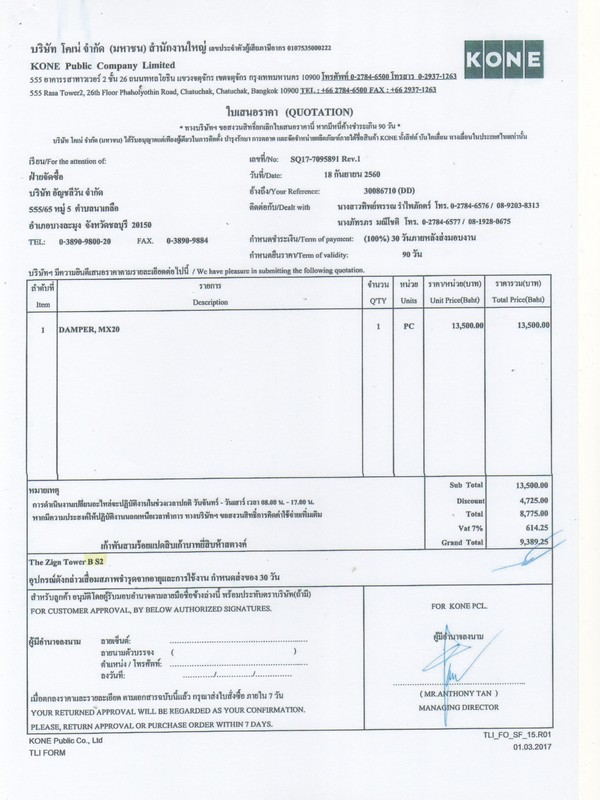 บริษัท โคเน่ จำกัด (มหาชน) สำนักงานใหญ่ เลขประจำตัวผู้เสียภาษีอากร 0107535000222
KONE
KONE Public Company Limited
555 อาคารรสาทาวเวอร์ 2 ชั้น 26 ถนนพหลโยธิน แขวงจตุจักร เขตจตุจักร กรุงเทพมหานคร 10900 โทรศัพท์ 0-2784-6500 โทรสาร 0-2937-1263
555 Rasa Tower2, 26th Floor Phaholyothin Road, Chatuchak, Chatuchak, Bangkok 10900 TEL : +66 2784-6500 FAX : +66 2937-1263
ใบเสนอราคา (QUOTATION)
* ทางบริษัทฯ ขอสงวนสิทธิ์ยกเลิกใบเสนอราคานี้ หากมีหนี้ค้างชำระเกิน 90 วัน *
บริษัท โคเน่ จำกัด (มหาชน) ได้รับอนุญาตแต่เพียงผู้เดียวในการติดตั้ง บำรุงรักษา การตลาด และจัดจำหน่ายผลิตภัณฑ์ภายใต้ชื่อสินค้า KONE ทั้งลิฟต์ บันไดเลื่อน ทางเลื่อนในประเทศไทยเท่านั้น
เรียน/For the attention of:
เลขที่/No: SQ17-7095891 Rev.1
ฝ่ายจัดซื้อ
วันที่/Date: 18 กันยายน 2560
บริษัท อัญชลีวัน จำกัด
อ้างถึง/Your Reference: 30086710 (DD)
555/65 หมู่ 5 ตำบลนาเกลือ
ติดต่อกับ/Dealt with นางสาวทิพย์พรรณ รำไพภักตร์ โทร. 0-2784-6576 / 08-9203-8313
อำเภอบางละมุง จังหวัดชลบุรี 20150
นางภัทรภร มณีโชติ โทร. 0-2784-6577 / 08-1928-0675
TEL: 0-3890-9800-20 FAX. 0-3890-9884
กำหนดชำระเงิน/Term of payment: (100%) 30 วันภายหลังส่งมอบงาน
กำหนดยืนราคา/Term of validity: 90 วัน
บริษัทฯ มีความยินดีเสนอราคาตามรายละเอียดต่อไปนี้ / We have pleasure in submitting the following quotation.
ลำดับที่ รายการ จำนวน หน่วย ราคา/หน่วย(บาท) ราคารวม(บาท)
Item Description Q'TY Units Unit Price(Baht) Total Price(Baht)
1 DAMPER, MX20 1 PC 13,500.00 13,500.00
Sub Total 13,500.00
หมายเหตุ
Discount 4,725.00
การดำเนินงานเปลี่ยนอะไหล่จะปฏิบัติงานในช่วงเวลาปกติ วันจันทร์ - วันเสาร์ เวลา 08.00 น. - 17.00 น.
Total 8,775.00
หากมีความประสงค์ให้ปฏิบัติงานนอกเหนือเวลาทำการ ทางบริษัทฯ ขอสงวนสิทธิ์การคิดค่าใช้จ่ายเพิ่มเติม
Vat 7% 614.25
เก้าพันสามร้อยแปดสิบเก้าบาทยี่สิบห้าสตางค์
Grand Total 9,389.25
The Zign Tower B S2
อุปกรณ์ดังกล่าวเสื่อมสภาพชำรุดจากอายุและการใช้งาน กำหนดส่งของ 30 วัน
สำหรับลูกค้า อนุมัติโดยผู้รับมอบอำนาจตามลายมือชื่อข้างล่างนี้ พร้อมประทับตราบริษัท(ถ้ามี)
FOR CUSTOMER APPROVAL, BY BELOW AUTHORIZED SIGNATURES.
FOR KONE PCL.
ผู้มีอำนาจลงนาม ลายเซ็นต์:
ผู้มีอำนาจลงนาม
ลายนามตัวบรรจง ( )
ตำแหน่ง / โทรศัพท์:
ลงวันที่: / /
( MR.ANTHONY TAN )
MANAGING DIRECTOR
เมื่อตกลงราคาและรายละเอียด ตามเอกสารฉบับนี้แล้ว กรุณาส่งใบสั่งซื้อ ภายใน 7 วัน
YOUR RETURNED APPROVAL WILL BE REGARDED AS YOUR CONFIRMATION.
PLEASE, RETURN APPROVAL OR PURCHASE ORDER WITHIN 7 DAYS.
KONE Public Co., Ltd
TLI_FO_SF_15.R01
TLI FORM
01.03.2017